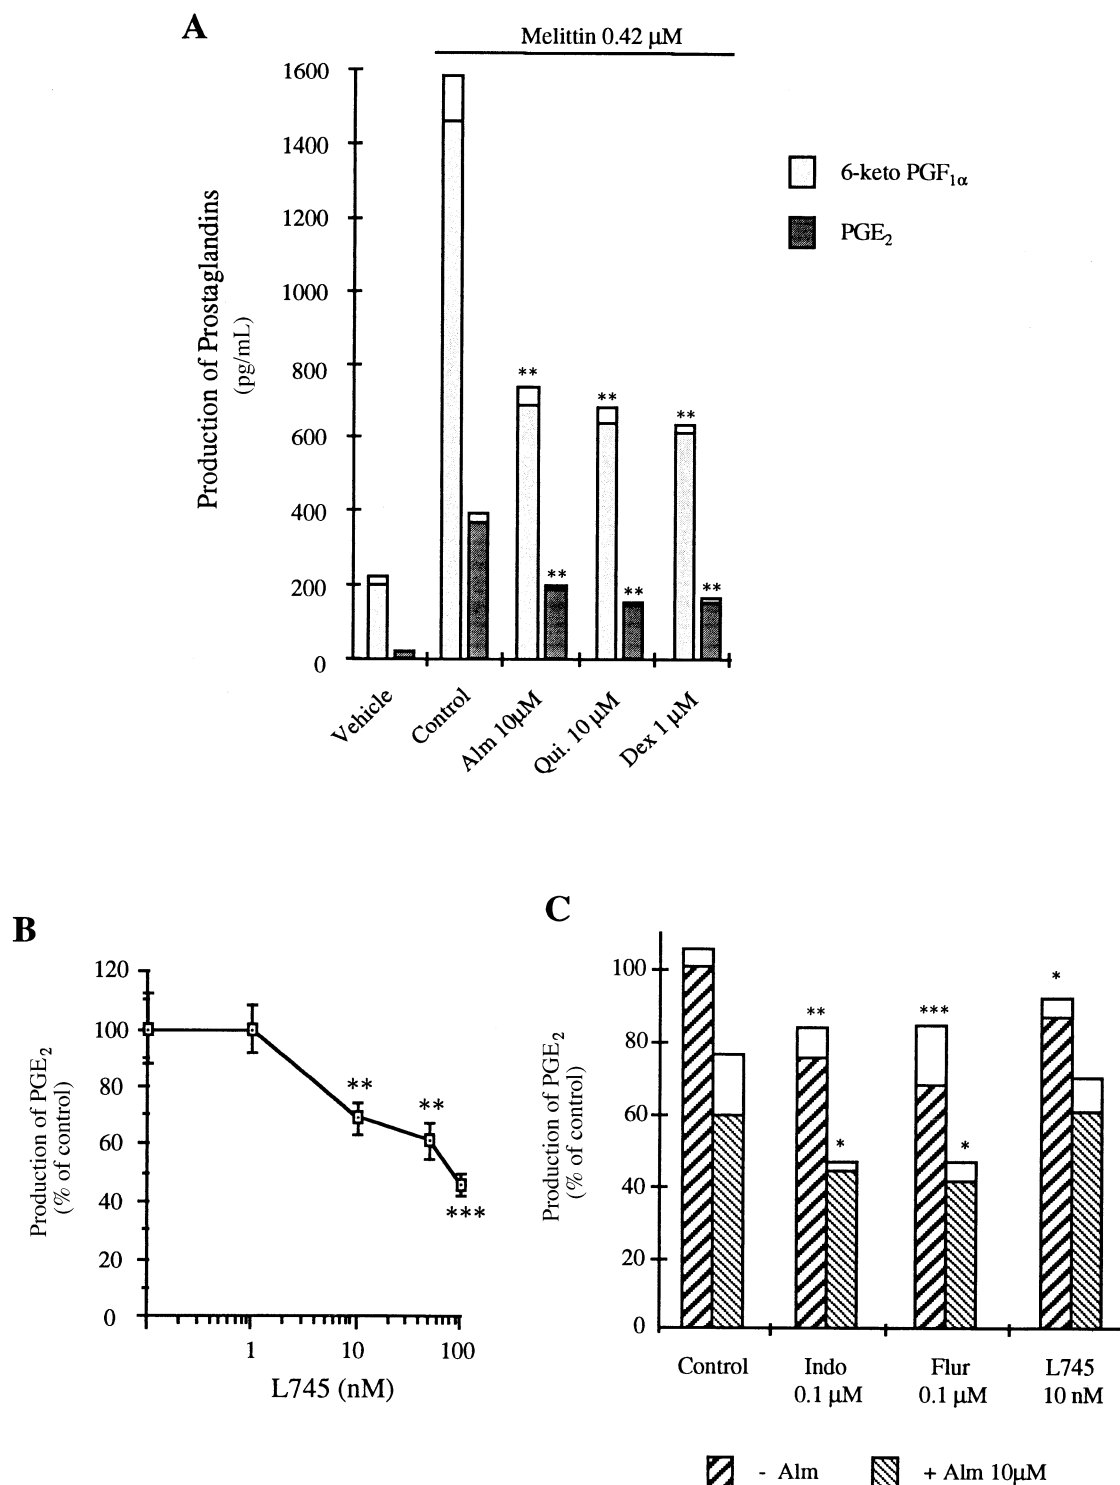 A
Melittin 0.42 µM
1600
1400
1200
1000
800
600
400
200
0
Production of Prostaglandins
(pg/mL)
**
**
**
**
**
**
6-keto PGF1α
PGE2
Vehicle
Control
Alm 10µM
Qui. 10 µM
Dex 1 µM
B
120
100
80
60
40
20
0
Production of PGE2
(% of control)
**
**
***
1
10
100
L745 (nM)
C
100
80
60
40
20
0
Production of PGE2
(% of control)
**
*
***
*
*
Control
Indo
0.1 µM
Flur
0.1 µM
L745
10 nM
- Alm
+ Alm 10µM